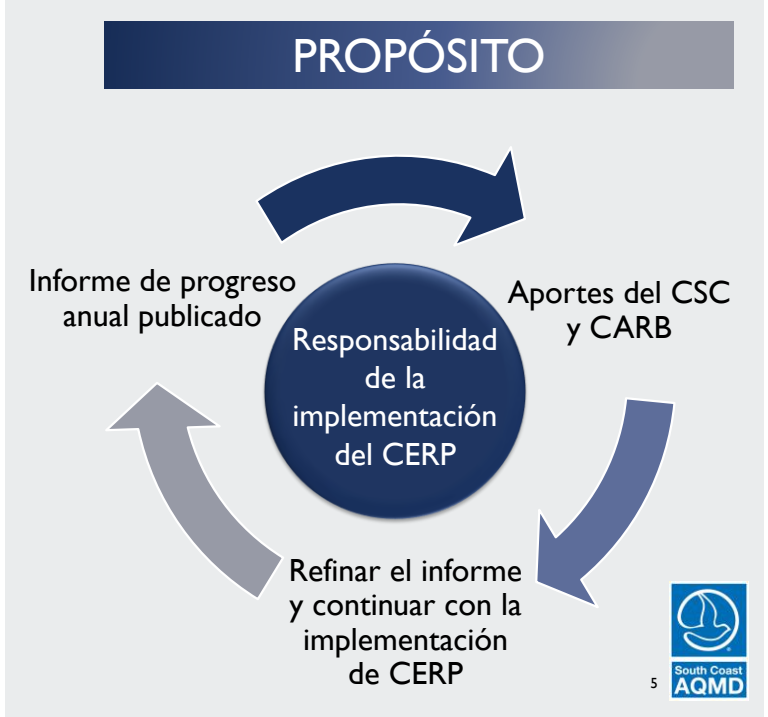 PROPÓSITO
Informe de progreso
anual publicado
Aportes del CSC
y CARB
Responsabilidad
de la
implementación
del CERP
Refinar el informe
y continuar con la
implementación
de CERP
5
South Coast
AQMD